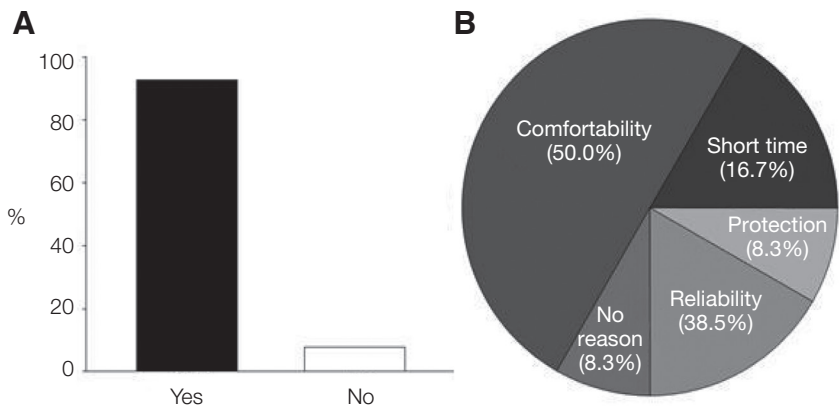 A
100
80
60
%
40
20
0
Yes
No
B
Comfortability
(50.0%)
Short time
(16.7%)
Protection
(8.3%)
Reliability
(38.5%)
No
reason
(8.3%)